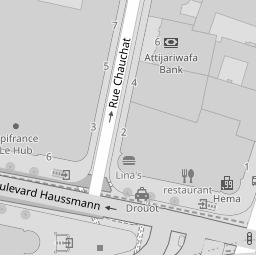 7
6
5
Attijariwafa
Bank
4
Rue Chauchat
3
2
pifrance
Le Hub
6
1
Lina's
restaurant
Hema
Drouot
ulevard Haussmann